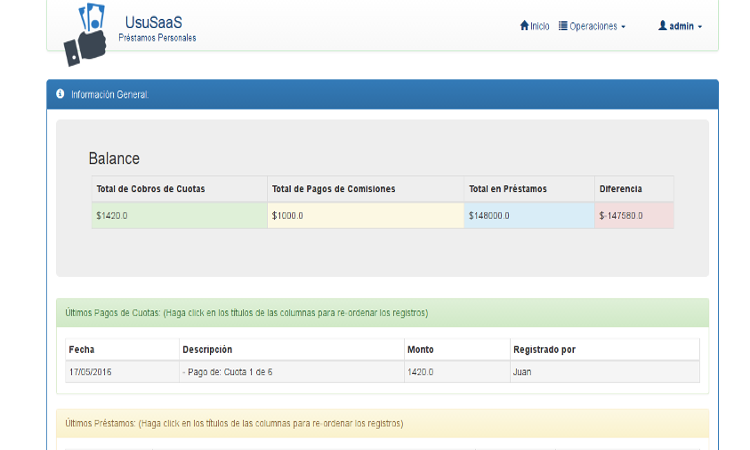 UsuSaaS
Préstamos Personales
Inicio Operaciones admin
Información General.
Balance
Total de Cobros de Cuotas Total de Pagos de Comisiones Total en Préstamos Diferencia
$1420.0 $1000.0 $148000.0 $-147580.0
Últimos Pagos de Cuotas: (Haga click en los títulos de las columnas para re-ordenar los registros)
Fecha Descripción Monto Registrado por
17/05/2016 - Pago de: Cuota 1 de 6 1420.0 Juan
Últimos Préstamos: (Haga click en los títulos de las columnas para re-ordenar los registros)